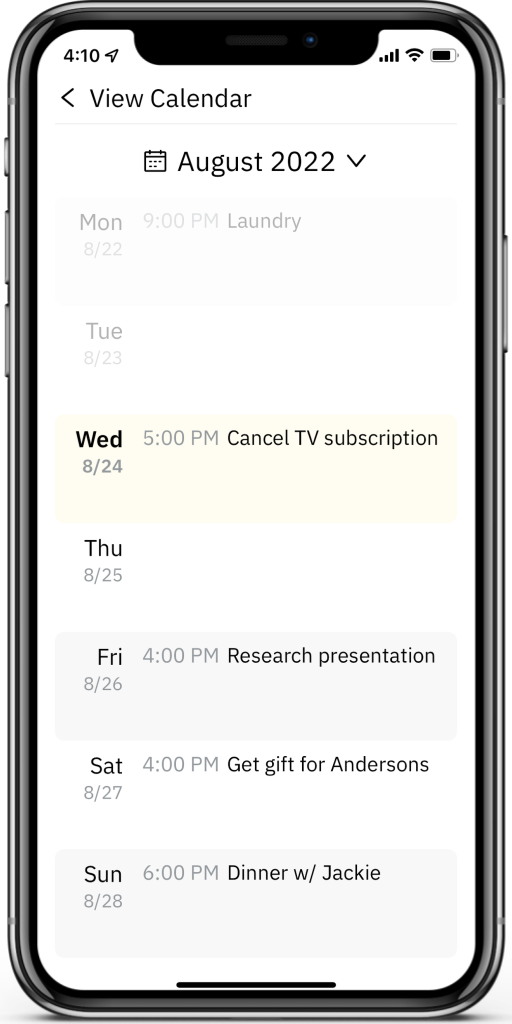 4:10
View Calendar
August 2022
Mon 9:00 PM Laundry
8/22
Tue
8/23
Wed 5:00 PM Cancel TV subscription
8/24
Thu
8/25
Fri 4:00 PM Research presentation
8/26
Sat 4:00 PM Get gift for Andersons
8/27
Sun 6:00 PM Dinner w/ Jackie
8/28